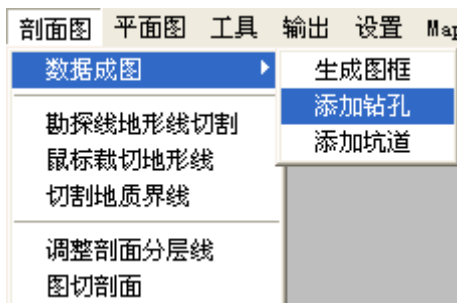 剖面图 平面图 工具 输出 设置 Map
数据成图
生成图框
添加钻孔
添加坑道
勘探线地形线切割
鼠标裁切地形线
切割地质界线
调整剖面分层线
图切剖面